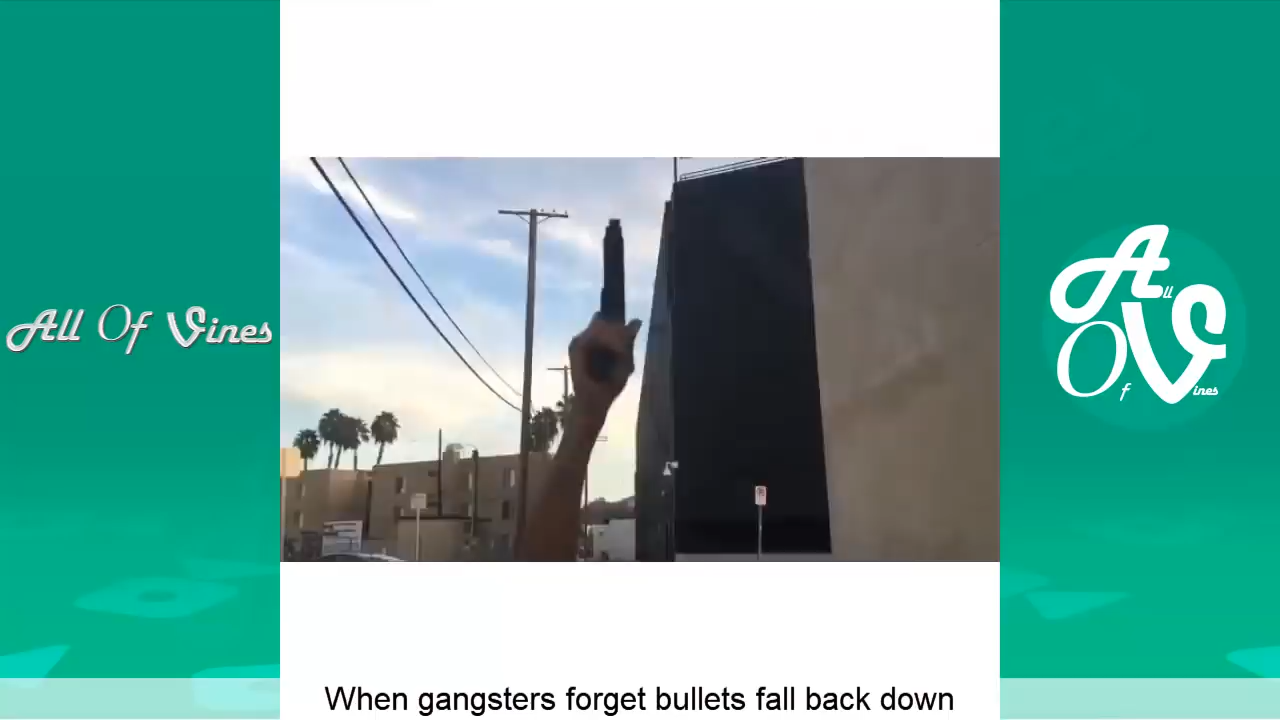 All Of Vines
All
Of Vines
When gangsters forget bullets fall back down